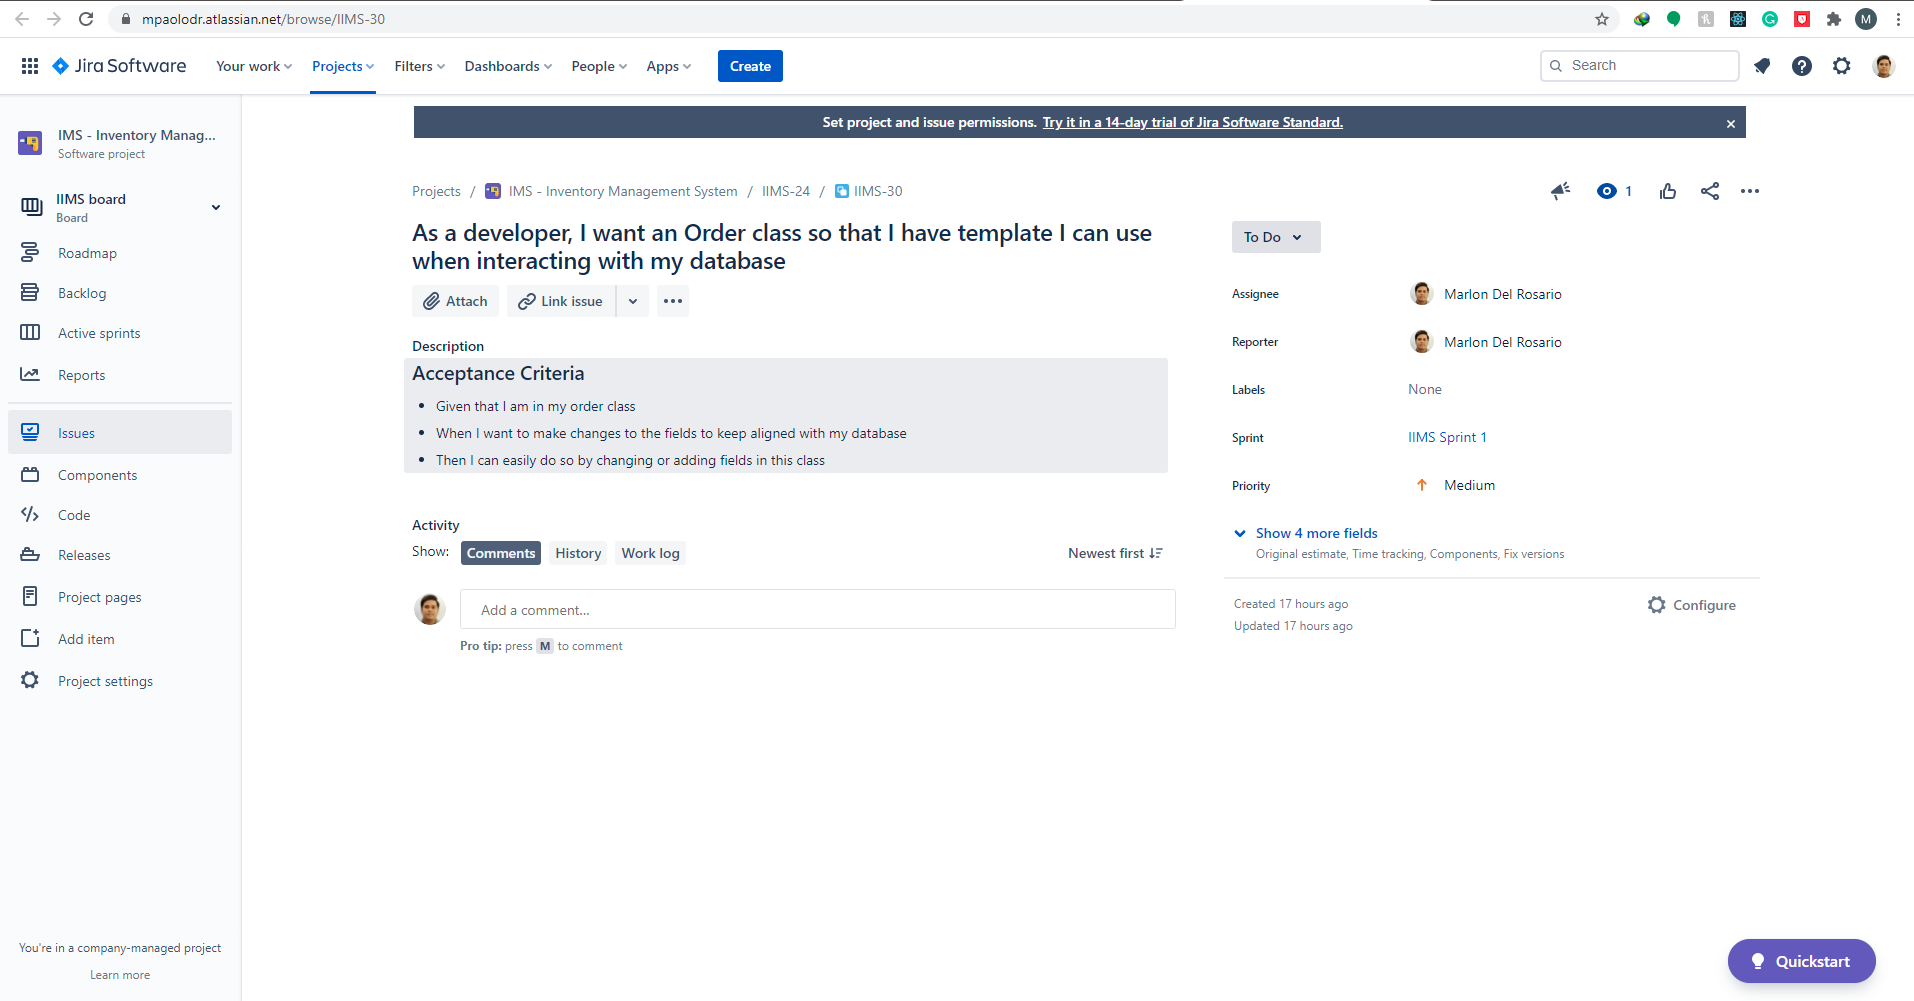 mpaolodr.atlassian.net/browse/IIMS-30
M
Jira Software
Your work
Projects
Filters
Dashboards
People
Apps
Create
Search
IMS - Inventory Manag...
Software project
IIMS board
Board
Roadmap
Backlog
Active sprints
Reports
Issues
Components
Code
Releases
Project pages
Add item
Project settings
You're in a company-managed project
Learn more
Set project and issue permissions. Try it in a 14-day trial of Jira Software Standard.
Projects / IMS - Inventory Management System / IIMS-24 / IIMS-30
1
As a developer, I want an Order class so that I have template I can use
when interacting with my database
Attach
Link issue
Description
Acceptance Criteria
• Given that I am in my order class
• When I want to make changes to the fields to keep aligned with my database
• Then I can easily do so by changing or adding fields in this class
Activity
Show: Comments History Work log
Newest first
Add a comment...
Pro tip: press M to comment
To Do
Assignee Marlon Del Rosario
Reporter Marlon Del Rosario
Labels None
Sprint IIMS Sprint 1
Priority Medium
Show 4 more fields
Original estimate, Time tracking, Components, Fix versions
Created 17 hours ago
Updated 17 hours ago
Configure
Quickstart